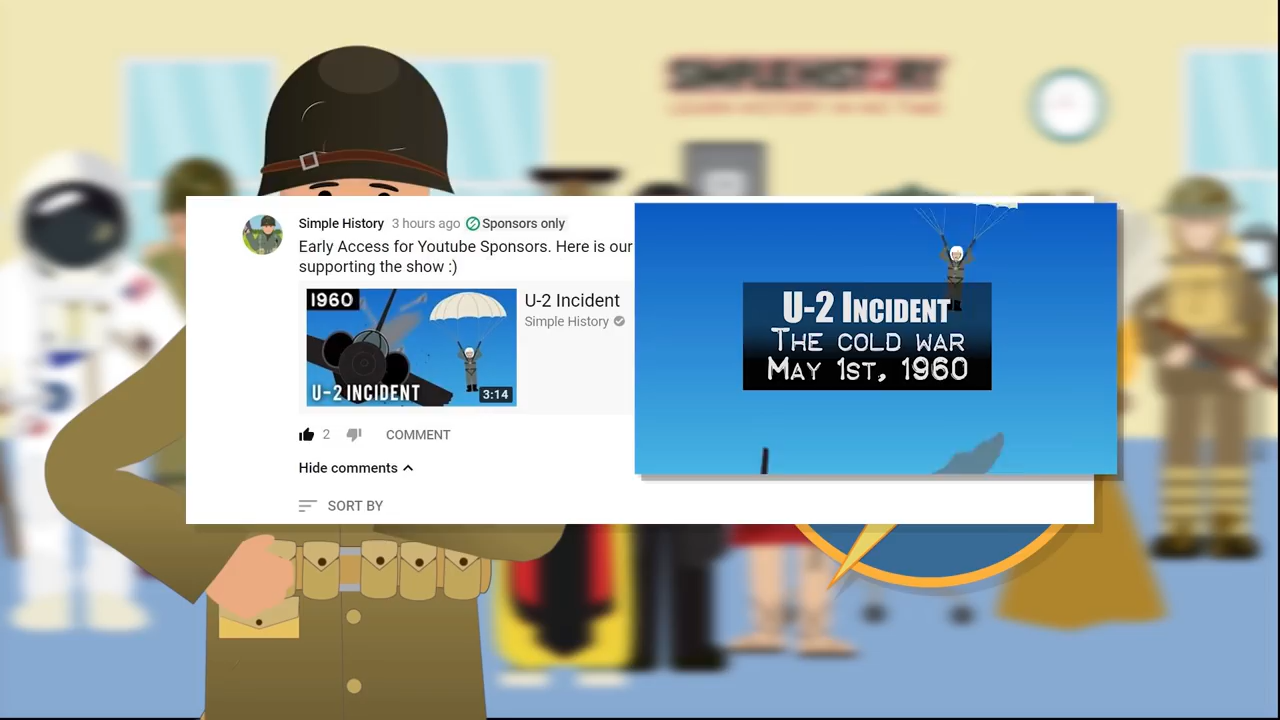 SIMPLE HISTORY
Simple History 3 hours ago Sponsors only
Early Access for Youtube Sponsors. Here is our
supporting the show :)
1960
U-2 INCIDENT
3:14
U-2 Incident
Simple History
2 COMMENT
Hide comments
SORT BY
U-2 Incident
The cold war
May 1st, 1960